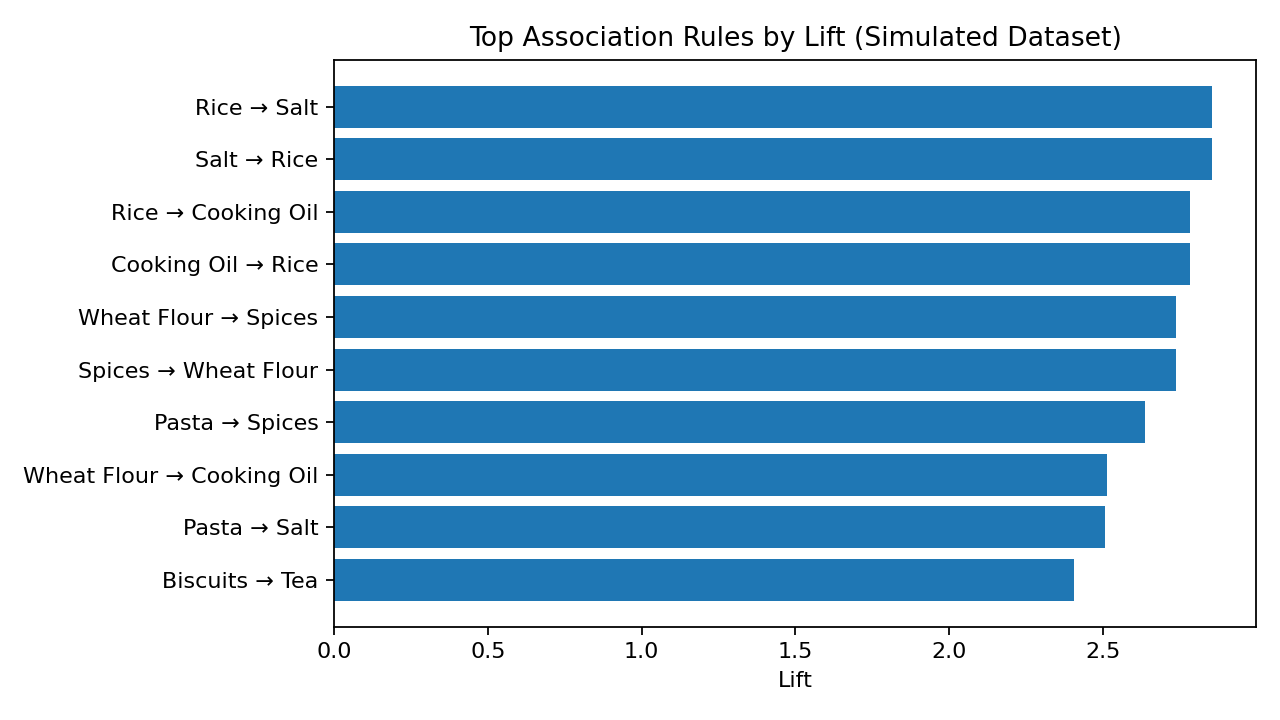 Top Association Rules by Lift (Simulated Dataset)
Rice → Salt
Salt → Rice
Rice → Cooking Oil
Cooking Oil → Rice
Wheat Flour → Spices
Spices → Wheat Flour
Pasta → Spices
Wheat Flour → Cooking Oil
Pasta → Salt
Biscuits → Tea
0.0 0.5 1.0 1.5 2.0 2.5
Lift